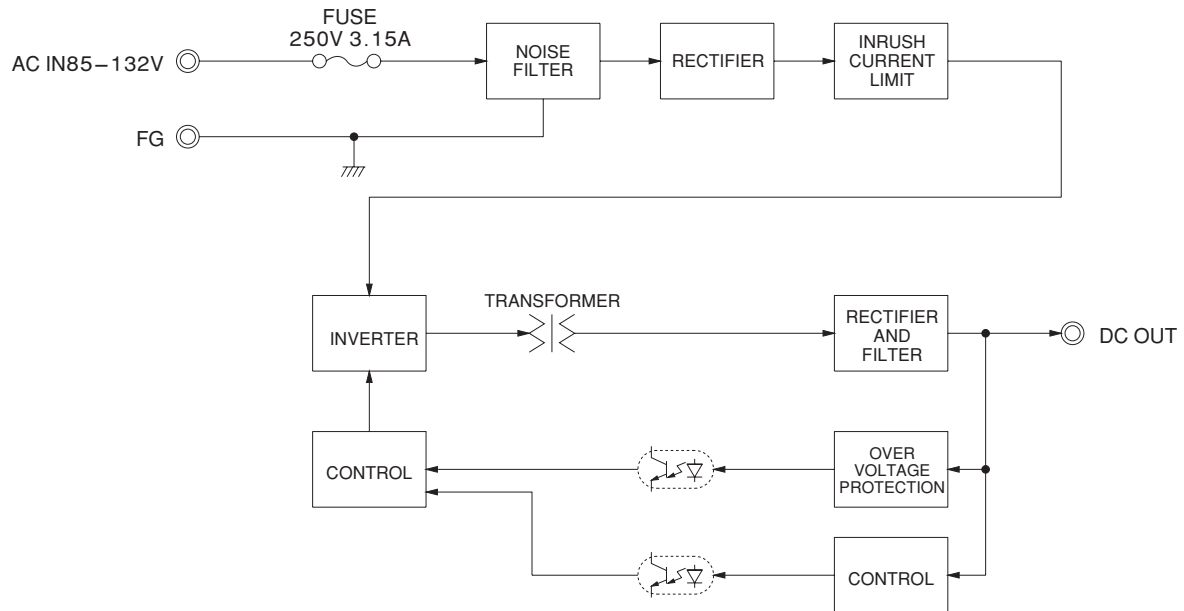 FUSE
250V 3.15A
AC IN85–132V
NOISE
FILTER
RECTIFIER
INRUSH
CURRENT
LIMIT
FG
INVERTER
TRANSFORMER
RECTIFIER
AND
FILTER
DC OUT
CONTROL
OVER
VOLTAGE
PROTECTION
CONTROL